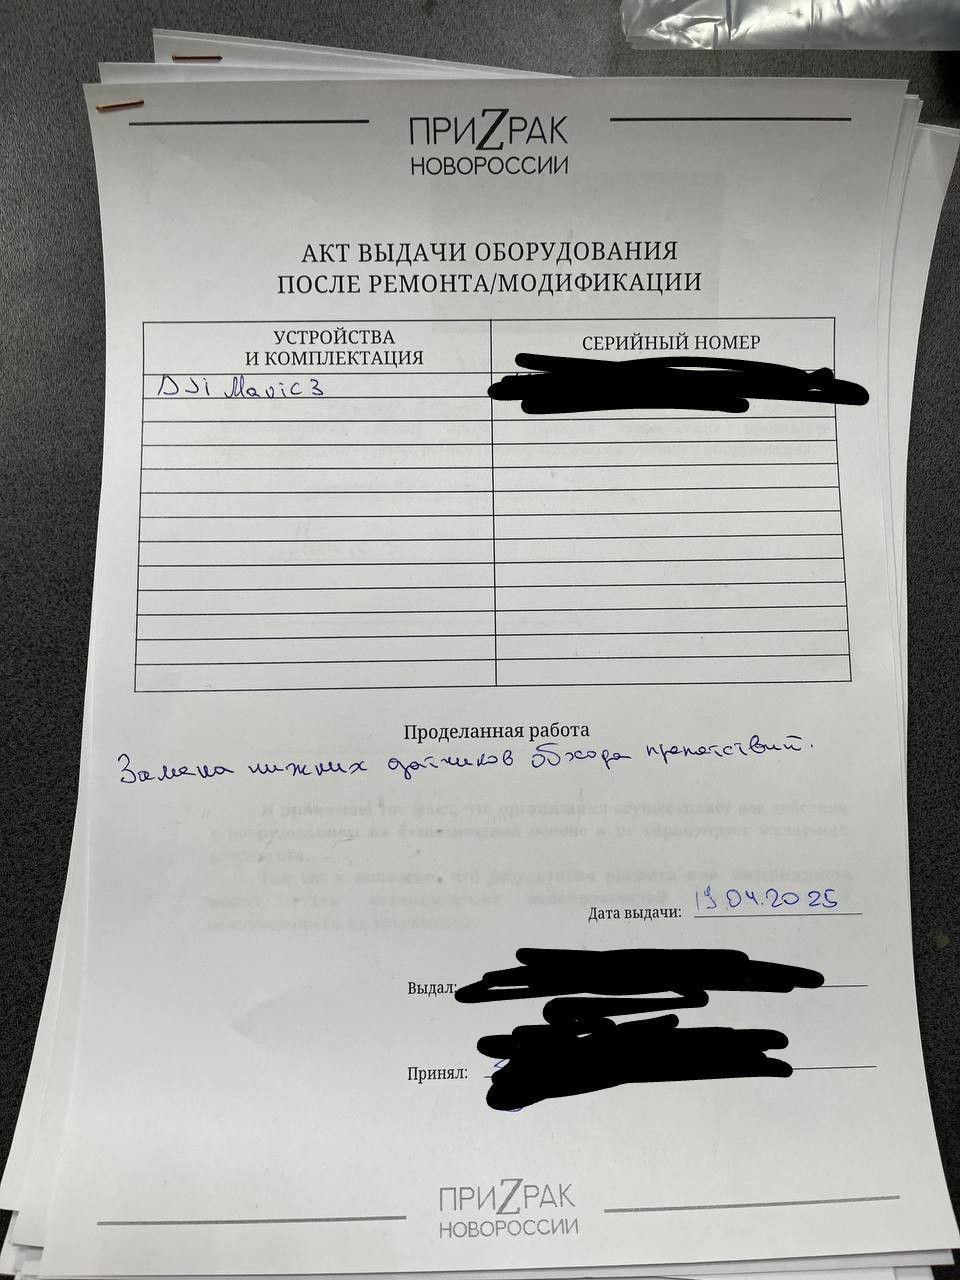 ПРИZРАК
НОВОРОССИИ
АКТ ВЫДАЧИ ОБОРУДОВАНИЯ
ПОСЛЕ РЕМОНТА/МОДИФИКАЦИИ
УСТРОЙСТВА
И КОМПЛЕКТАЦИЯ
СЕРИЙНЫЙ НОМЕР
DJi Mavic 3
Проделанная работа
Замена нижних датчиков обхода препятствий.
Дата выдачи: 19.04.2025
Выдал:
Принял:
ПРИZРАК
НОВОРОССИИ